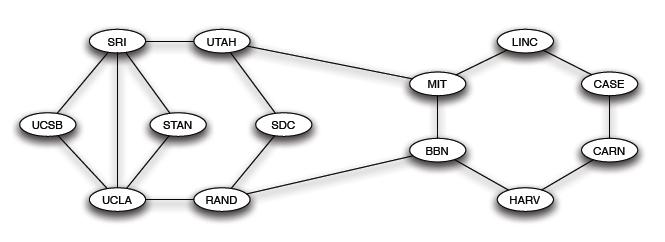 SRI
UTAH
LINC
MIT
CASE
UCSB
STAN
SDC
BBN
CARN
UCLA
RAND
HARV